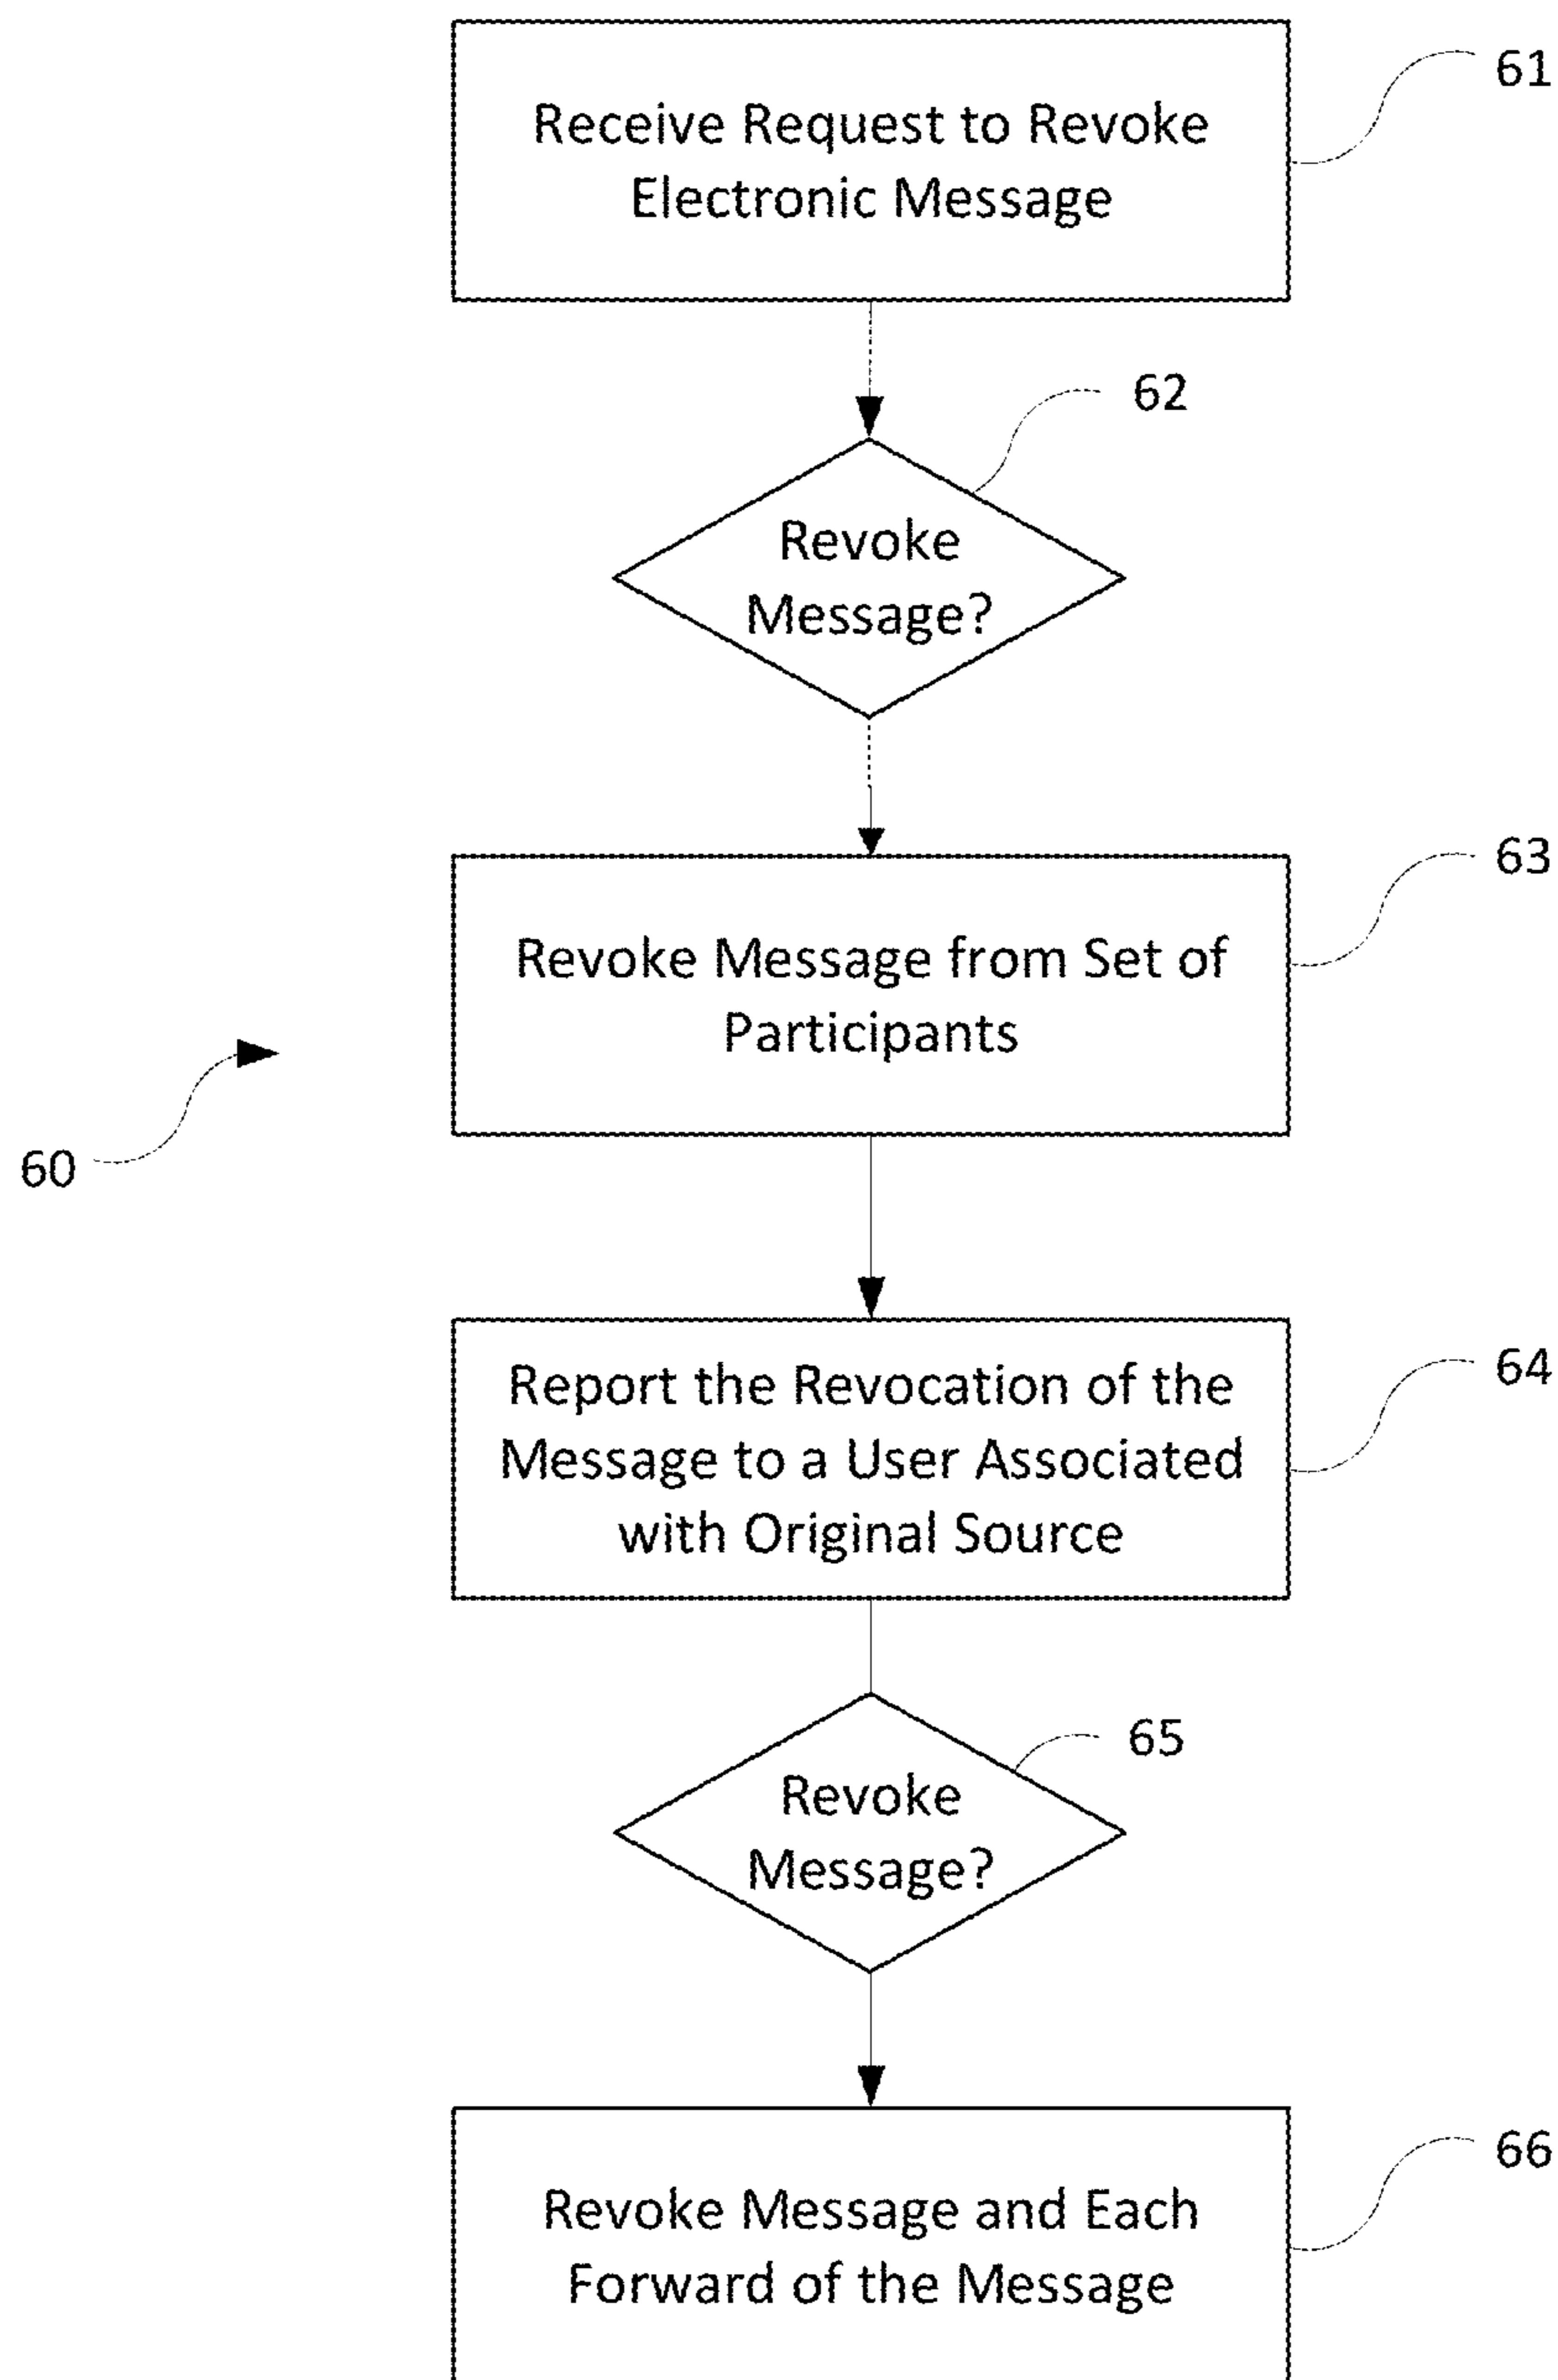 61
Receive Request to Revoke
Electronic Message
62
Revoke
Message?
63
Revoke Message from Set of
Participants
60
64
Report the Revocation of the
Message to a User Associated
with Original Source
65
Revoke
Message?
66
Revoke Message and Each
Forward of the Message